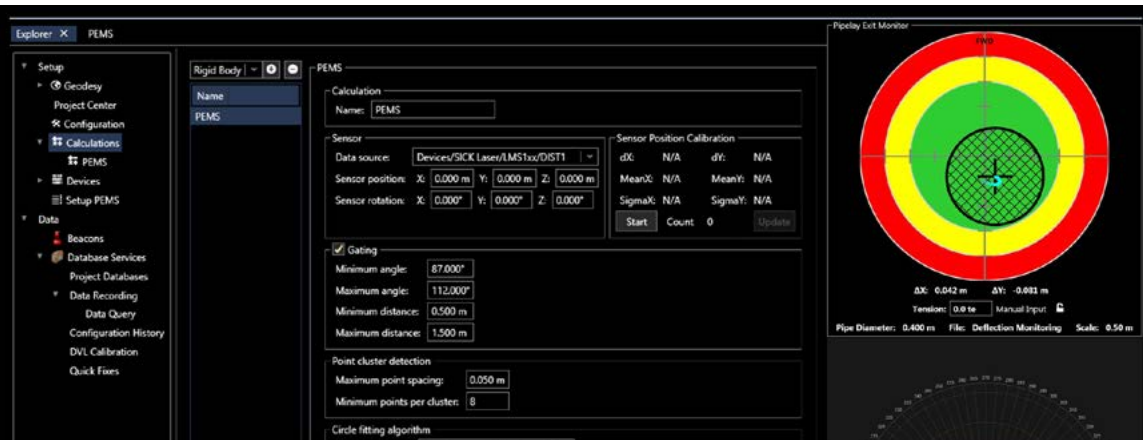 Explorer X PEMS
Setup
Geodesy
Project Center
Configuration
Calculations
PEMS
Devices
Setup PEMS
Data
Beacons
Database Services
Project Databases
Data Recording
Data Query
Configuration History
DVL Calibration
Quick Fixes
Rigid Body
Name
PEMS
PEMS
Calculation
Name: PEMS
Sensor
Data source: Devices/SICK Laser/LMS1xx/DIST1
Sensor position: X: 0.000 m Y: 0.000 m Z: 0.000 m
Sensor rotation: X: 0.000° Y: 0.000° Z: 0.000°
Sensor Position Calibration
dX: N/A dY: N/A
MeanX: N/A MeanY: N/A
SigmaX: N/A SigmaY: N/A
Start Count 0 Update
Gating
Minimum angle: 87.000°
Maximum angle: 112.000°
Minimum distance: 0.500 m
Maximum distance: 1.500 m
Point cluster detection
Maximum point spacing: 0.050 m
Minimum points per cluster: 8
Circle fitting algorithm
Pipelay Exit Monitor
FWD
ΔX: 0.042 m ΔY: -0.081 m
Tension: 0.0 te Manual Input
Pipe Diameter: 0.400 m File: Deflection Monitoring Scale: 0.50 m